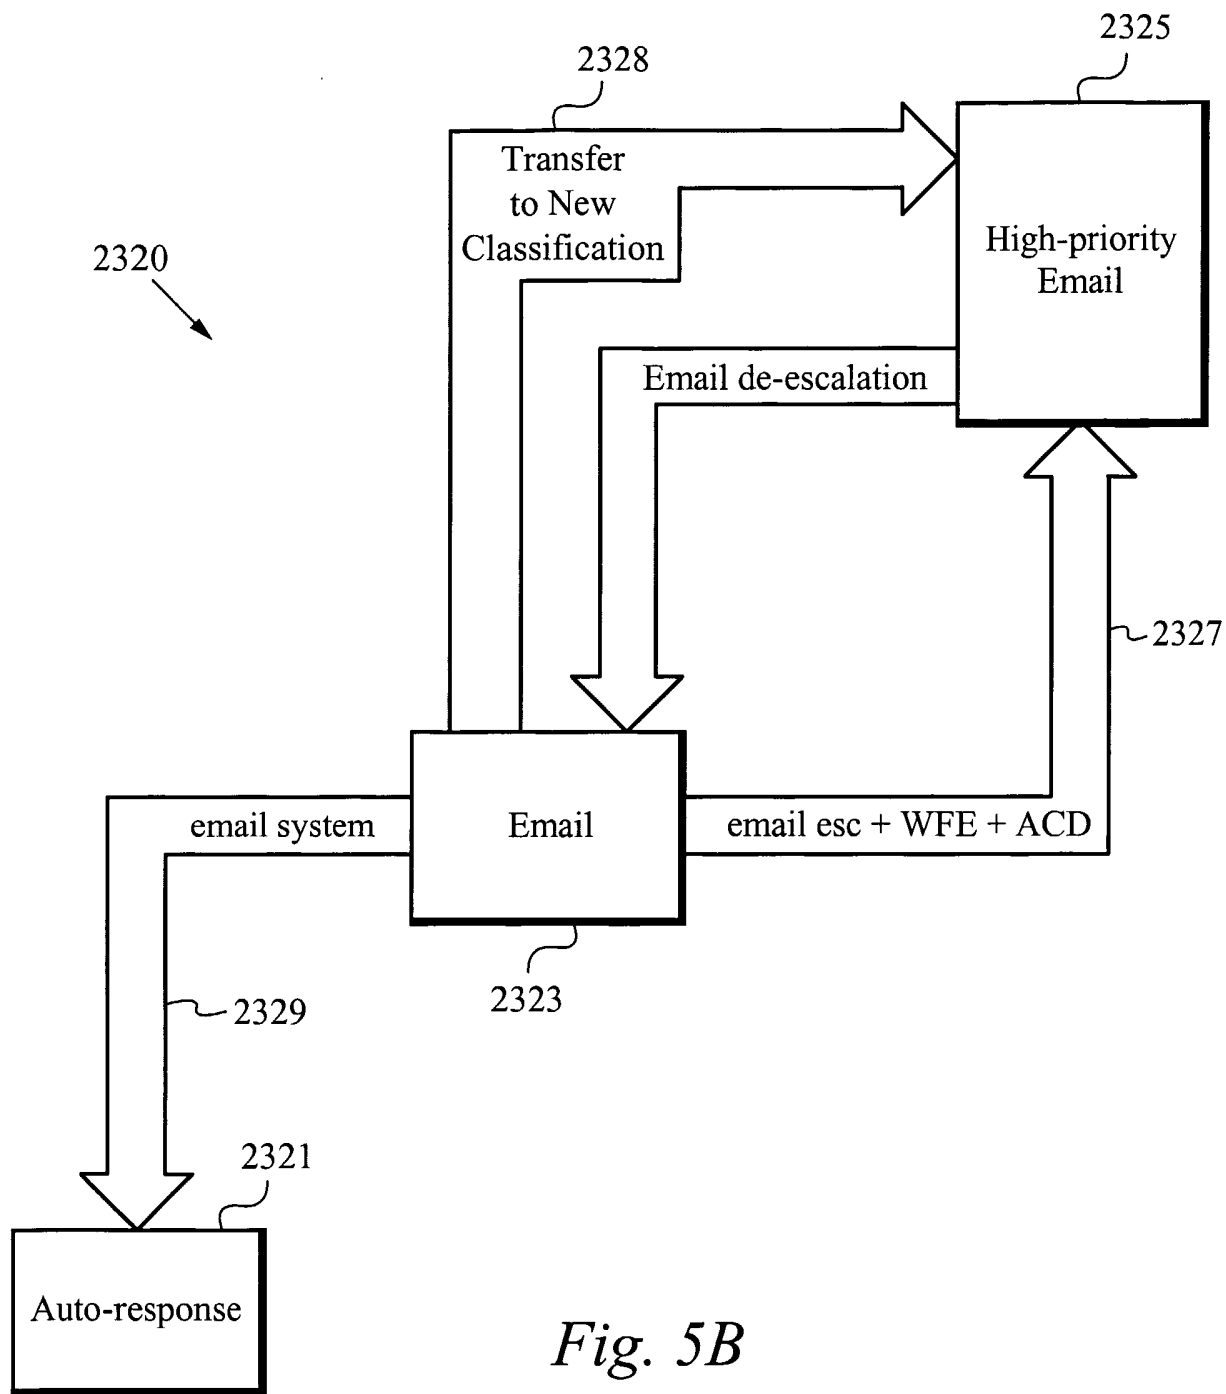 2325
2328
Transfer
to New
Classification
High-priority
Email
2320
Email de-escalation
2327
email system
Email
email esc + WFE + ACD
2323
2329
2321
Auto-response
Fig. 5B